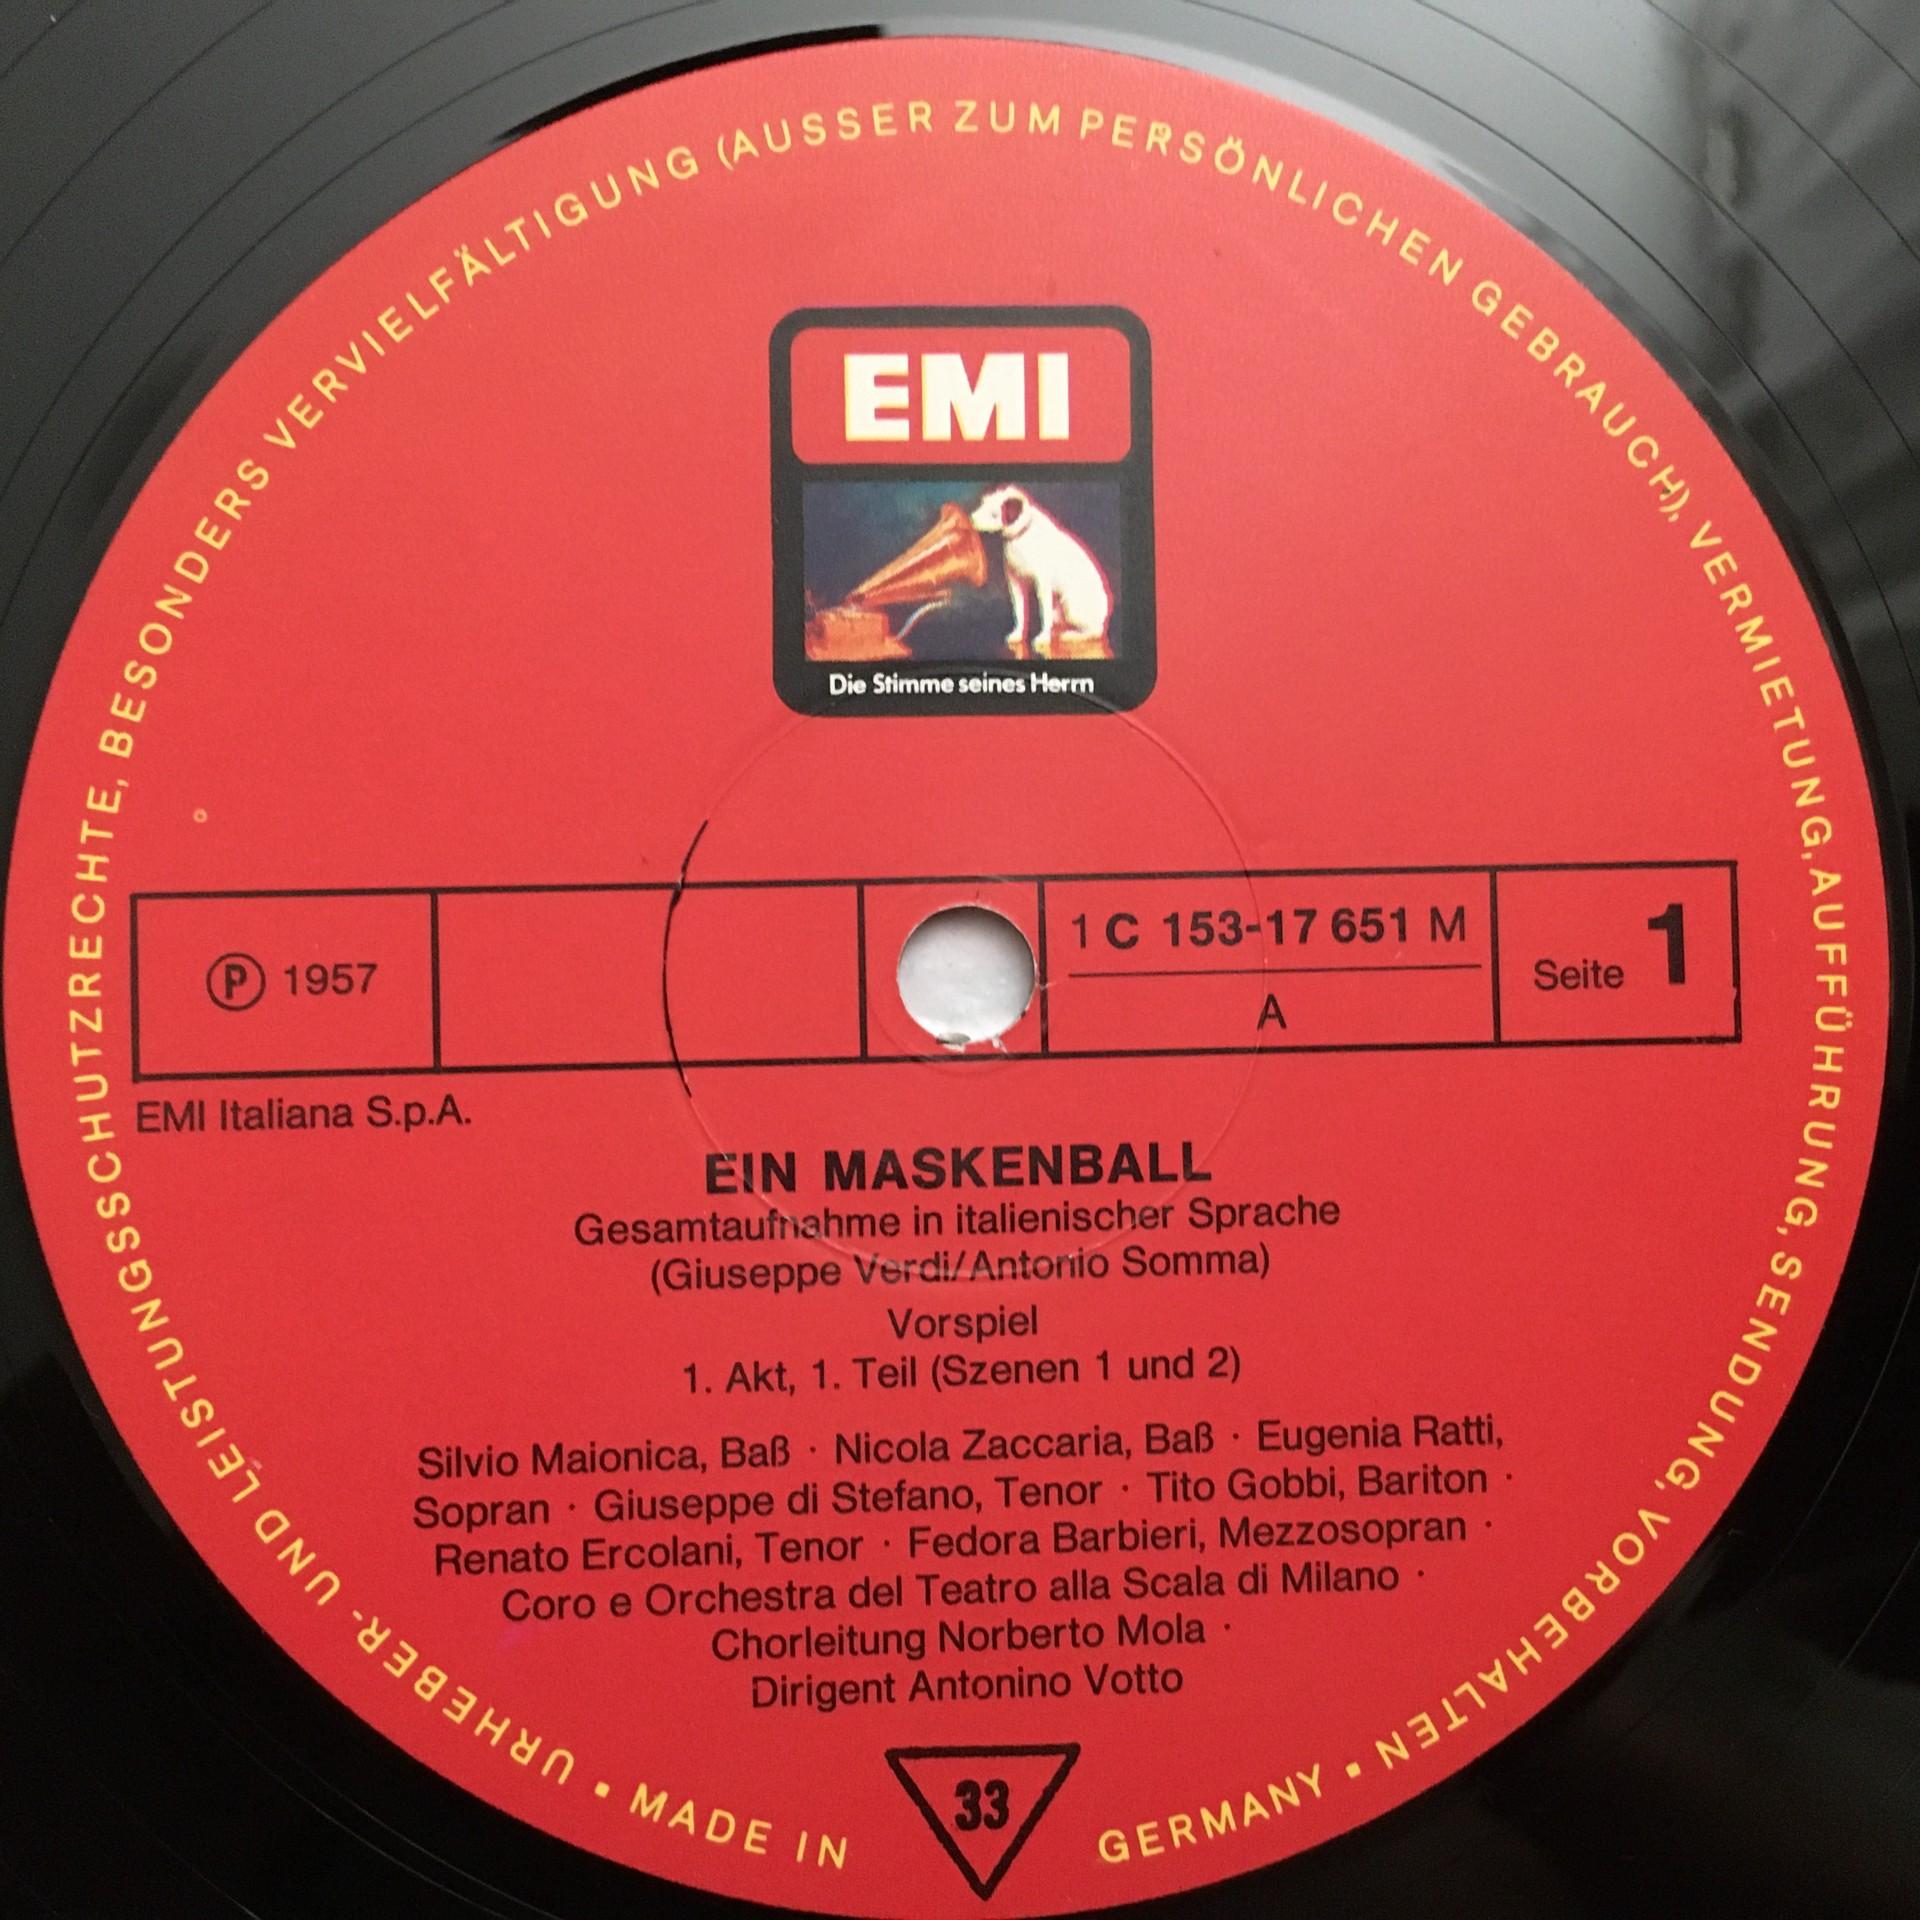 URHEBER- UND LEISTUNGSSCHUTZRECHTE, BESONDERS VERVIELFÄLTIGUNG (AUSSER ZUM PERSÖNLICHEN GEBRAUCH), VERMIETUNG, AUFFÜHRUNG, SENDUNG, VORBEHALTEN •
EMI
Die Stimme seines Herrn
Ⓟ 1957
1 C 153-17 651 M
A
Seite 1
EMI Italiana S.p.A.
EIN MASKENBALL
Gesamtaufnahme in italienischer Sprache
(Giuseppe Verdi/Antonio Somma)
Vorspiel
1. Akt, 1. Teil (Szenen 1 und 2)
Silvio Maionica, Baß · Nicola Zaccaria, Baß · Eugenia Ratti,
Sopran · Giuseppe di Stefano, Tenor · Tito Gobbi, Bariton ·
Renato Ercolani, Tenor · Fedora Barbieri, Mezzosopran ·
Coro e Orchestra del Teatro alla Scala di Milano ·
Chorleitung Norberto Mola ·
Dirigent Antonino Votto
33
• MADE IN GERMANY